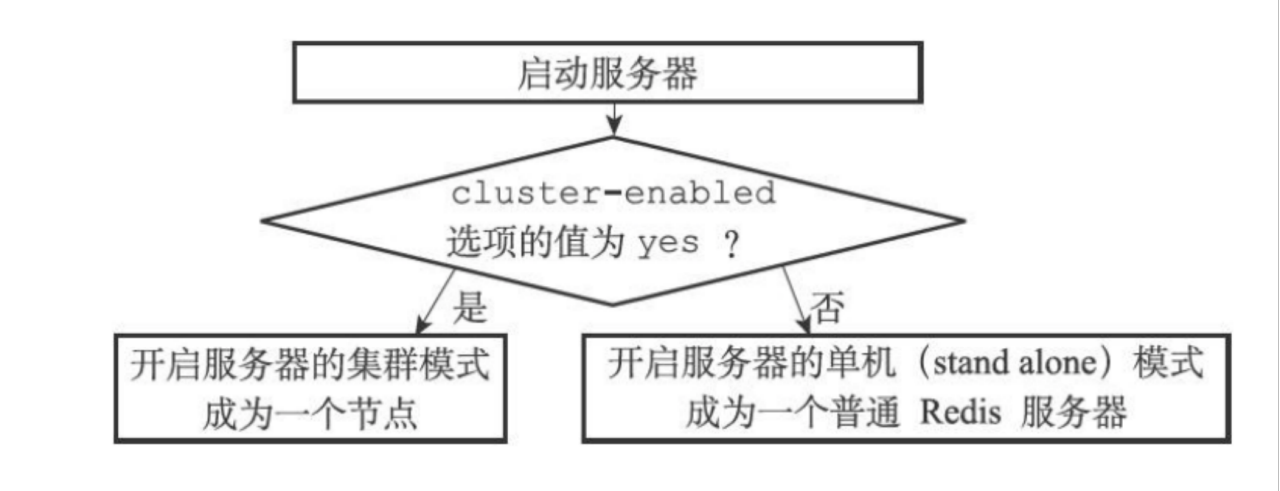 启动服务器
cluster-enabled
选项的值为 yes ？
是
否
开启服务器的集群模式
成为一个节点
开启服务器的单机（stand alone）模式
成为一个普通 Redis 服务器